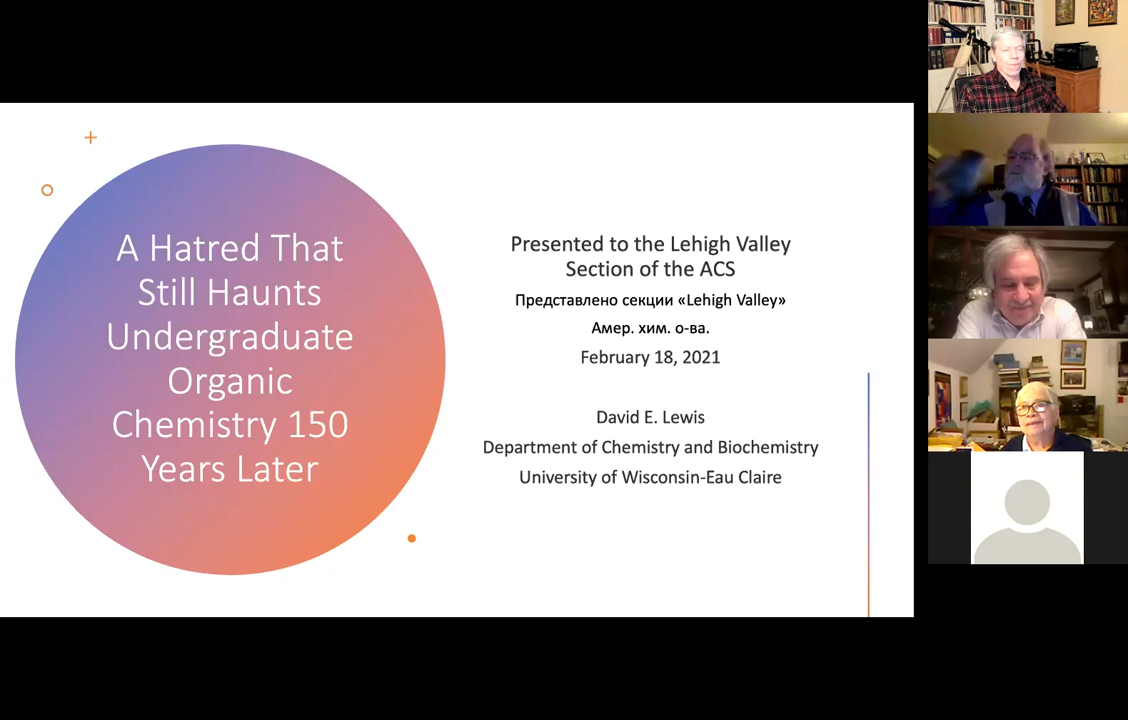 A Hatred That
Still Haunts
Undergraduate
Organic
Chemistry 150
Years Later
Presented to the Lehigh Valley
Section of the ACS
Представлено секции «Lehigh Valley»
Амер. хим. о-ва.
February 18, 2021
David E. Lewis
Department of Chemistry and Biochemistry
University of Wisconsin-Eau Claire